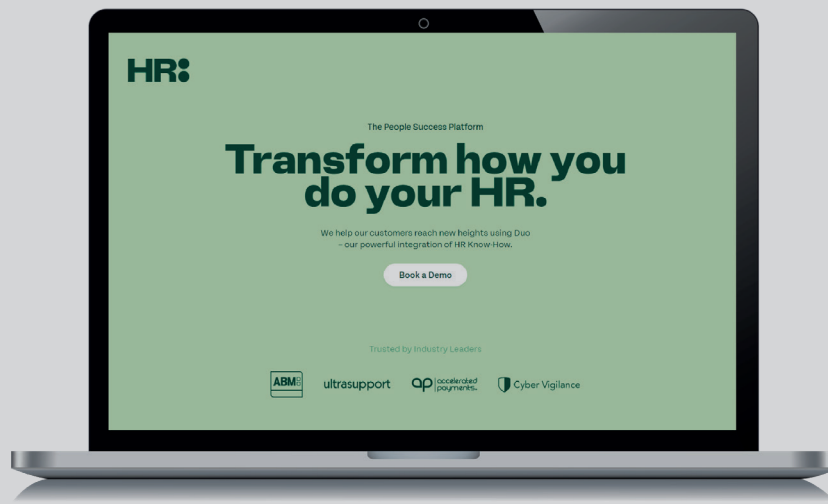 HR:
The People Success Platform
Transform how you
do your HR.
We help our customers reach new heights using Duo
– our powerful integration of HR Know-How.
Book a Demo
Trusted by Industry Leaders
ABM
ultrasupport
ap accelerated
payments.
Cyber Vigilance